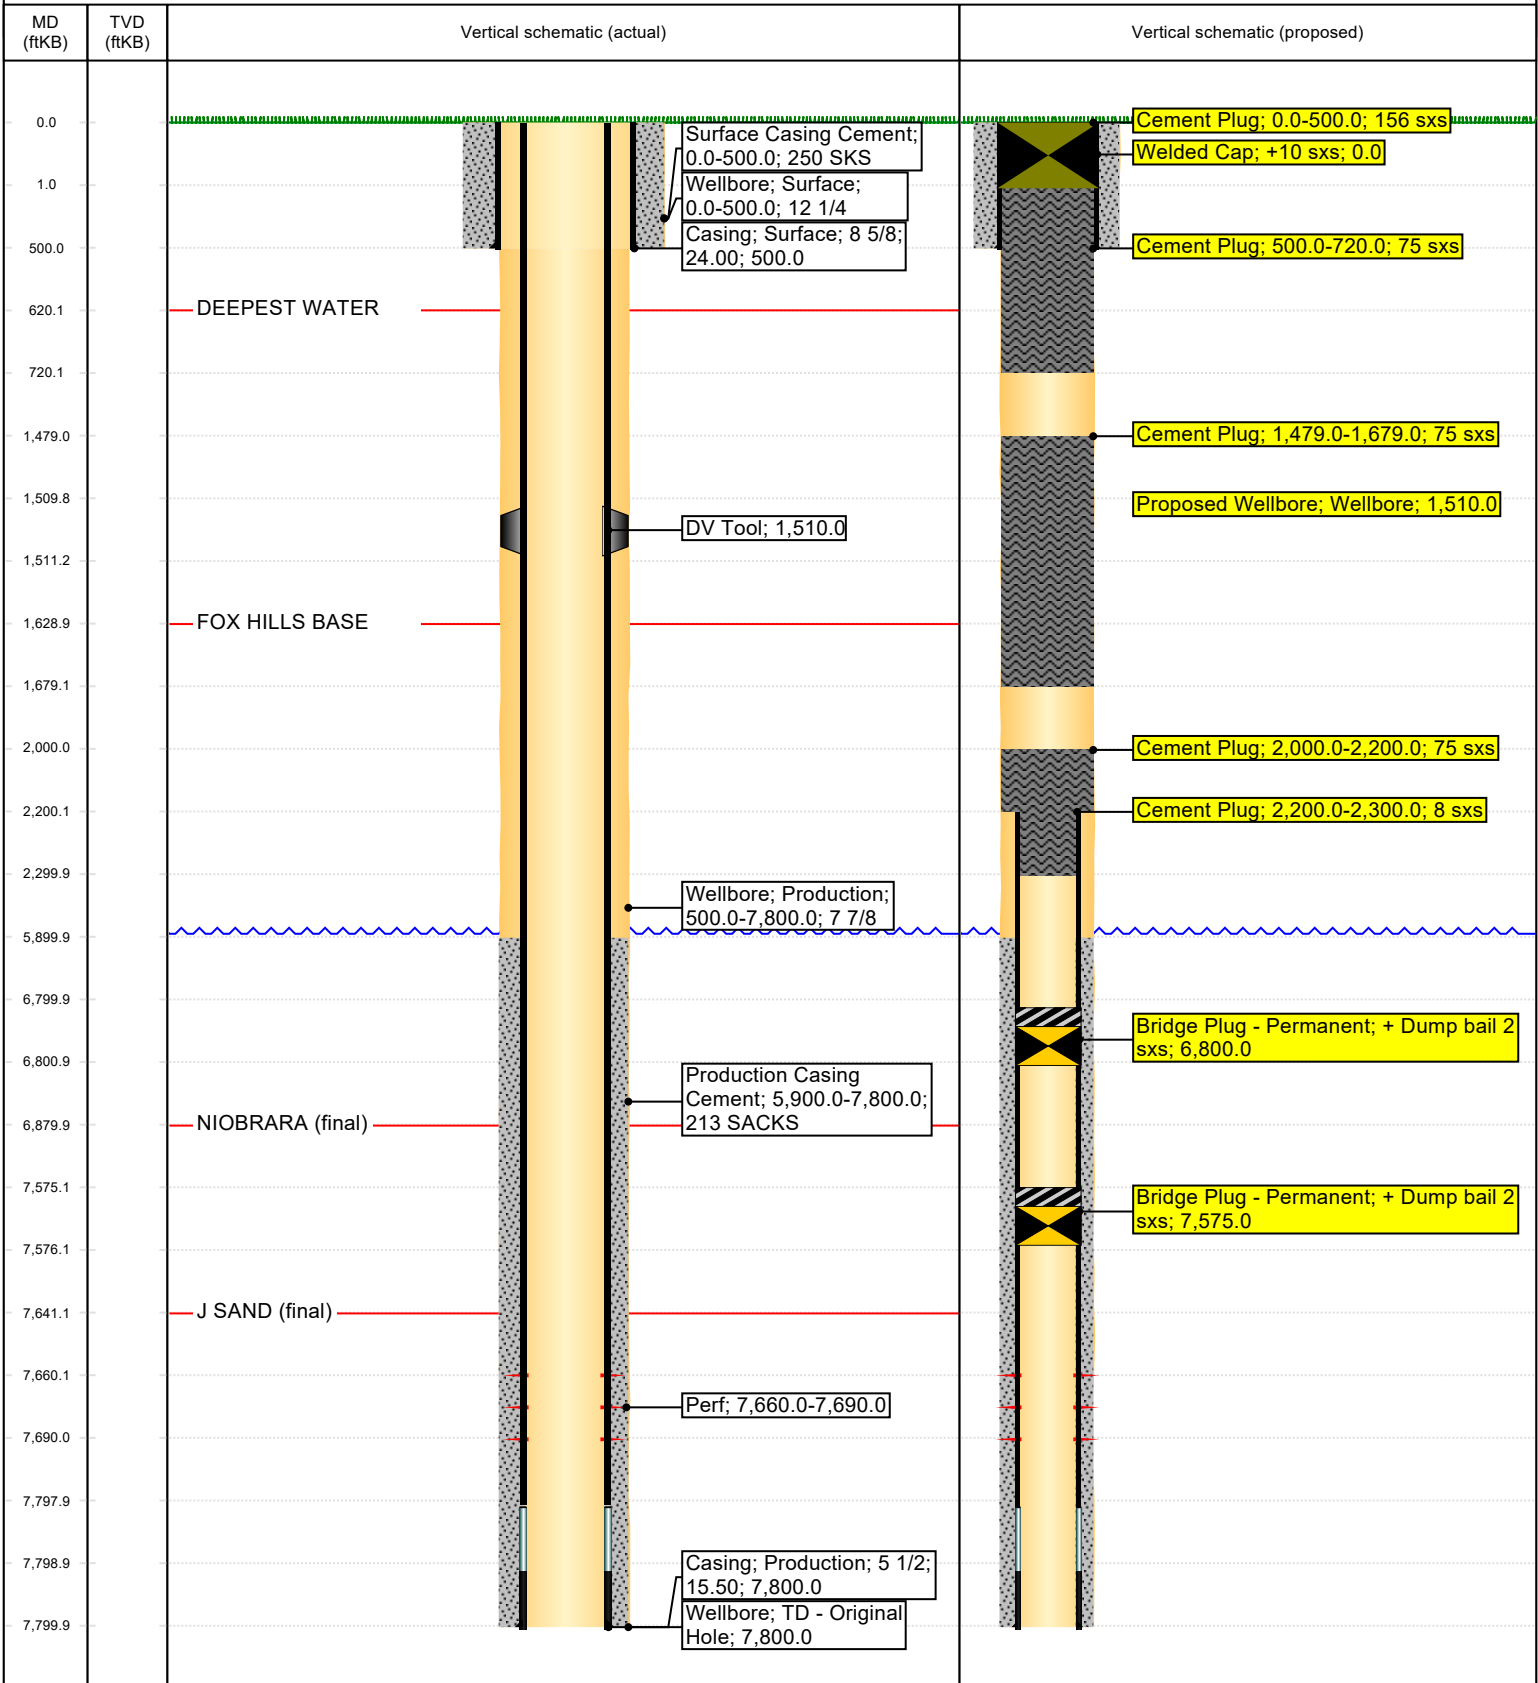 MD
(ftKB)
TVD
(ftKB)
Vertical schematic (actual)
Vertical schematic (proposed)
0.0
1.0
500.0
620.1
720.1
1,479.0
1,509.8
1,511.2
1,628.9
1,679.1
2,000.0
2,200.1
2,299.9
5,899.9
6,799.9
6,800.9
6,879.9
7,575.1
7,576.1
7,641.1
7,660.1
7,690.0
7,797.9
7,798.9
7,799.9
DEEPEST WATER
FOX HILLS BASE
NIOBRARA (final)
J SAND (final)
Surface Casing Cement;
0.0-500.0; 250 SKS
Wellbore; Surface;
0.0-500.0; 12 1/4
Casing; Surface; 8 5/8;
24.00; 500.0
DV Tool; 1,510.0
Wellbore; Production;
500.0-7,800.0; 7 7/8
Production Casing
Cement; 5,900.0-7,800.0;
213 SACKS
Perf; 7,660.0-7,690.0
Casing; Production; 5 1/2;
15.50; 7,800.0
Wellbore; TD - Original
Hole; 7,800.0
Cement Plug; 0.0-500.0; 156 sxs
Welded Cap; +10 sxs; 0.0
Cement Plug; 500.0-720.0; 75 sxs
Cement Plug; 1,479.0-1,679.0; 75 sxs
Proposed Wellbore; Wellbore; 1,510.0
Cement Plug; 2,000.0-2,200.0; 75 sxs
Cement Plug; 2,200.0-2,300.0; 8 sxs
Bridge Plug - Permanent; + Dump bail 2
sxs; 6,800.0
Bridge Plug - Permanent; + Dump bail 2
sxs; 7,575.0